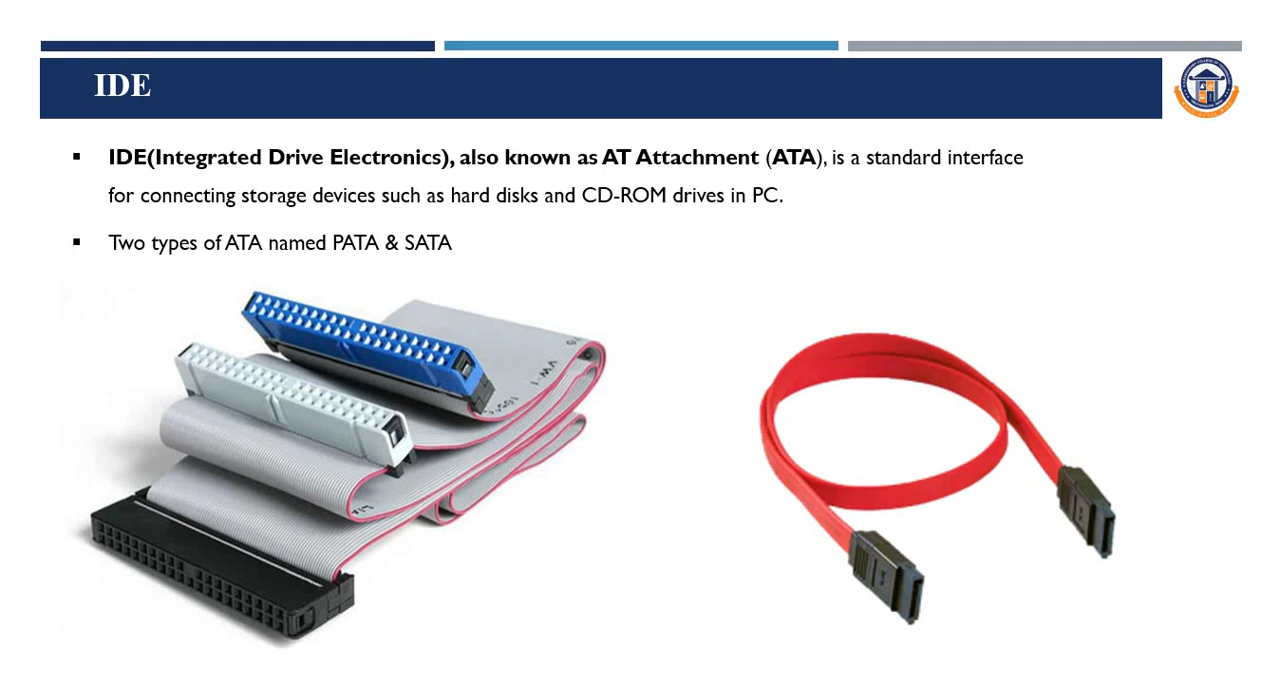 IDE
IDE(Integrated Drive Electronics), also known as AT Attachment (ATA), is a standard interface
for connecting storage devices such as hard disks and CD-ROM drives in PC.
Two types of ATA named PATA & SATA